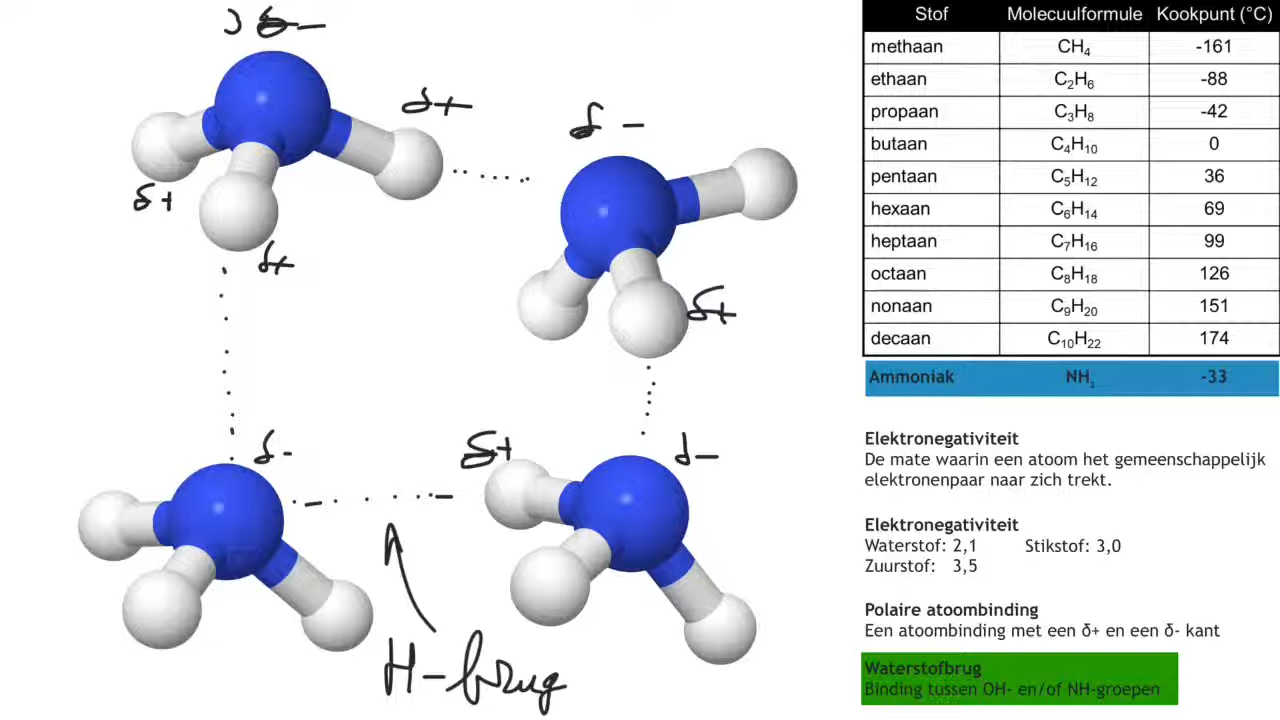 3δ-
δ+
δ-
δ+
δ+
δ+
δ-
δ+
δ-
H-brug
Stof Molecuulformule Kookpunt (°C)
methaan CH₄ -161
ethaan C₂H₆ -88
propaan C₃H₈ -42
butaan C₄H₁₀ 0
pentaan C₅H₁₂ 36
hexaan C₆H₁₄ 69
heptaan C₇H₁₆ 99
octaan C₈H₁₈ 126
nonaan C₉H₂₀ 151
decaan C₁₀H₂₂ 174
Ammoniak NH₃ -33
Elektronegativiteit
De mate waarin een atoom het gemeenschappelijk
elektronenpaar naar zich trekt.
Elektronegativiteit
Waterstof: 2,1 Stikstof: 3,0
Zuurstof: 3,5
Polaire atoombinding
Een atoombinding met een δ+ en een δ- kant
Waterstofbrug
Binding tussen OH- en/of NH-groepen